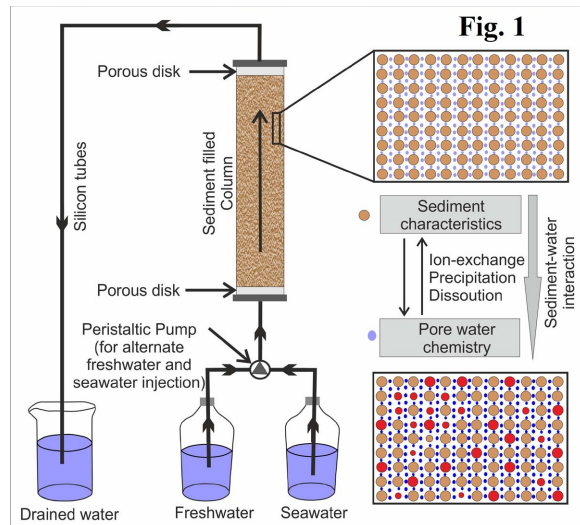 Fig. 1
Porous disk
Silicon tubes
Sediment filled
Column
Sediment
characteristics
Ion-exchange
Precipitation
Dissoution
Sediment-water
interaction
Porous disk
Peristaltic Pump
(for alternate
freshwater and
seawater injection)
Pore water
chemistry
Drained water
Freshwater
Seawater